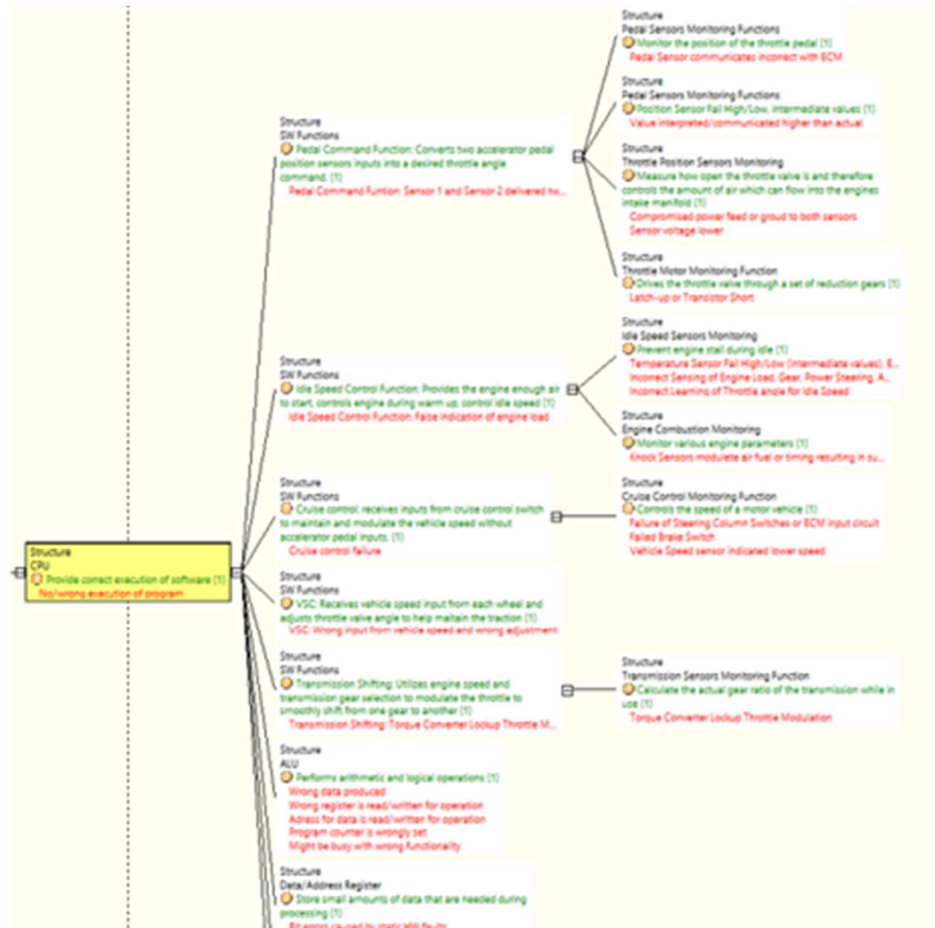 Structure
CPU
Provide correct execution of software (1)
No/wrong execution of program
Structure
SW Functions
Pedal Command Function: Converts two accelerator pedal
position sensors inputs into a desired throttle angle
command. (1)
Pedal Command Funtion: Sensor 1 and Sensor 2 delivered tw...
Structure
Pedal Sensors Monitoring Functions
Monitor the position of the throttle pedal (1)
Pedal Sensor communicates incorrect with ECM
Structure
Pedal Sensors Monitoring Functions
Position Sensor Fail High/Low, intermediate values (1)
Value interpreted/communicated higher than actual
Structure
Throttle Position Sensors Monitoring
Measure how open the throttle valve is and therefore
controls the amount of air which can flow into the engines
intake manifold (1)
Compromised power feed or groud to both sensors
Sensor voltage lower
Structure
Throttle Motor Monitoring Function
Drives the throttle valve through a set of reduction gears (1)
Latch-up or Transistor Short
Structure
SW Functions
Idle Speed Control Function: Provides the engine enough air
to start, controls engine during warm up, control idle speed (1)
Idle Speed Control Function: False indication of engine load
Structure
Idle Speed Sensors Monitoring
Prevent engine stall during idle (1)
Temperature Sensor Fail High/Low (intermediate values), E...
Incorrect Sensing of Engine Load, Gear, Power Steering, A...
Incorrect Learning of Throttle angle for Idle Speed
Structure
Engine Combustion Monitoring
Monitor various engine parameters (1)
Knock Sensors modulete air fuel or timing resulting in su...
Structure
SW Functions
Cruise control: receives inputs from cruise control switch
to maintain and modulate the vehicle speed without
accelerator pedal inputs. (1)
Cruise control failure
Structure
Cruise Control Monitoring Function
Controls the speed of a motor vehicle (1)
Failure of Steering Column Switches or ECM input circuit
Failed Brake Switch
Vehicle Speed sensor indicated lower speed
Structure
SW Functions
VSC: Receives vehicle speed input from each wheel and
adjusts throttle valve angle to help maitain the traction (1)
VSC: Wrong input from vehicle speed and wrong adjustment
Structure
SW Functions
Transmission Shifting: Utilizes engine speed and
transmission gear selection to modulate the throttle to
smoothly shift from one gear to another (1)
Transmission Shifting: Torque Converter Lockup Throttle M...
Structure
Transmission Sensors Monitoring Function
Calculate the actual gear ratio of the transmission while in
use (1)
Torque Converter Lockup Throttle Modulation
Structure
ALU
Performs arithmetic and logical operations (1)
Wrong data produced
Wrong register is read/written for operation
Adress for data is read/written for operation
Program counter is wrongly set
Might be busy with wrong functionality
Structure
Data/Address Register
Store small amounts of data that are needed during
processing (1)
Bit errors caused by static HW faults